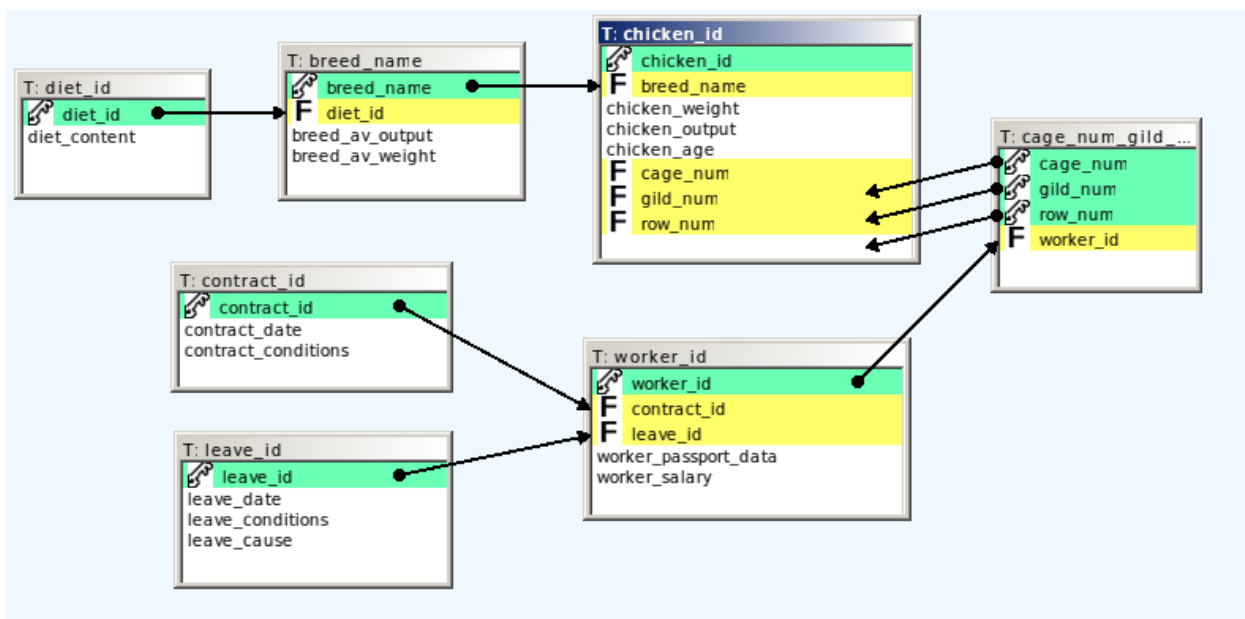 T: diet_id
diet_id
diet_content
T: breed_name
breed_name
F diet_id
breed_av_output
breed_av_weight
T: chicken_id
chicken_id
F breed_name
chicken_weight
chicken_output
chicken_age
F cage_num
F gild_num
F row_num
T: cage_num_gild_...
cage_num
gild_num
row_num
F worker_id
T: contract_id
contract_id
contract_date
contract_conditions
T: worker_id
worker_id
F contract_id
F leave_id
worker_passport_data
worker_salary
T: leave_id
leave_id
leave_date
leave_conditions
leave_cause